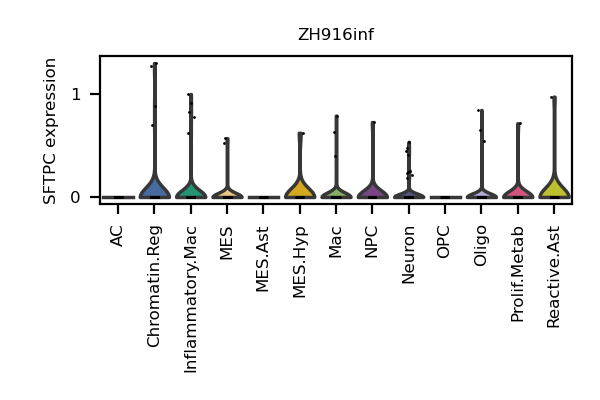 ZH916inf
SFTPC expression
1
0
AC
Chromatin.Reg
Inflammatory.Mac
MES
MES.Ast
MES.Hyp
Mac
NPC
Neuron
OPC
Oligo
Prolif.Metab
Reactive.Ast